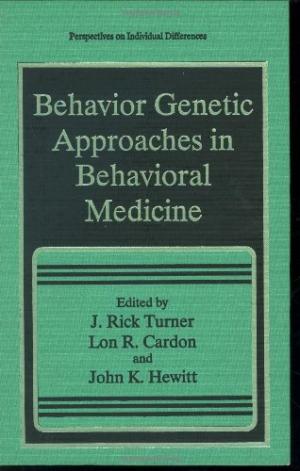 Perspectives on Individual Differences
Behavior Genetic
Approaches in
Behavioral
Medicine
Edited by
J. Rick Turner
Lon R. Cardon
and
John K. Hewitt